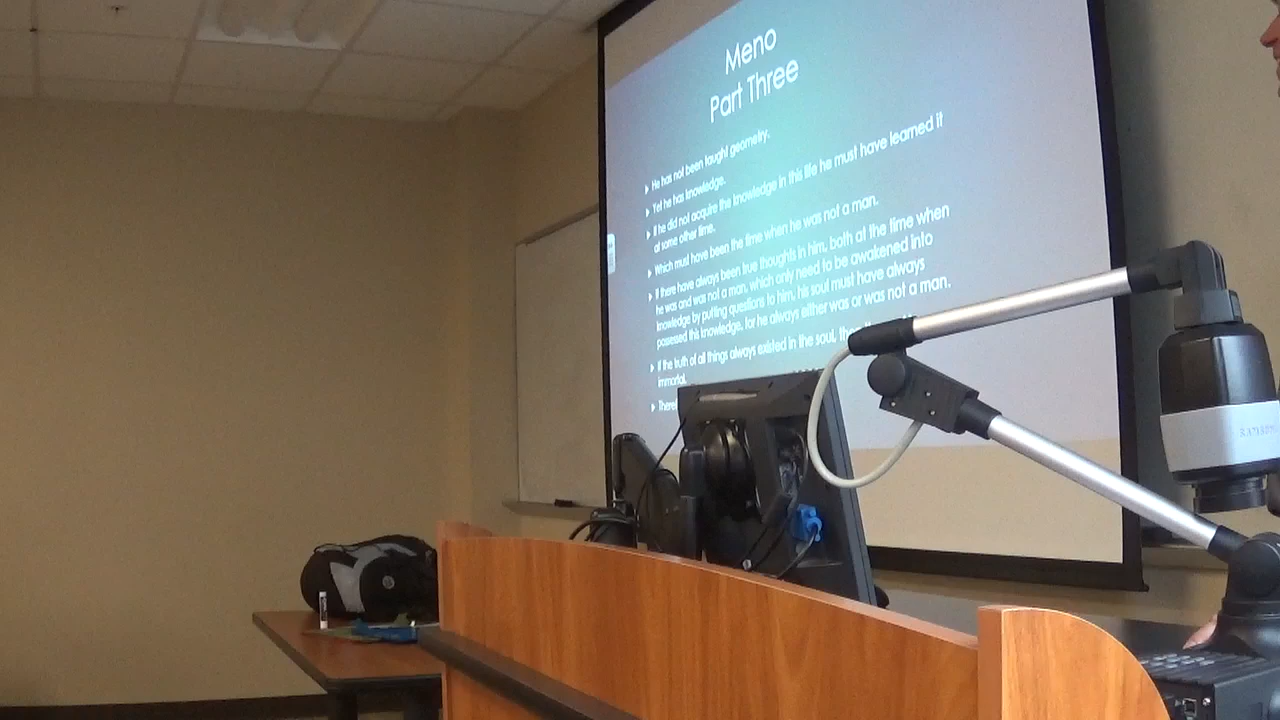 Meno
Part Three
He has not been taught geometry.
Yet he has knowledge.
If he did not acquire the knowledge in this life he must have learned it
at some other time.
Which must have been the time when he was not a man.
If there have always been true thoughts in him, both at the time when
he was and was not a man, which only need to be awakened into
knowledge by putting questions to him, his soul must have always
possessed this knowledge, for he always either was or was not a man.
If the truth of all things always existed in the soul,
immortal.